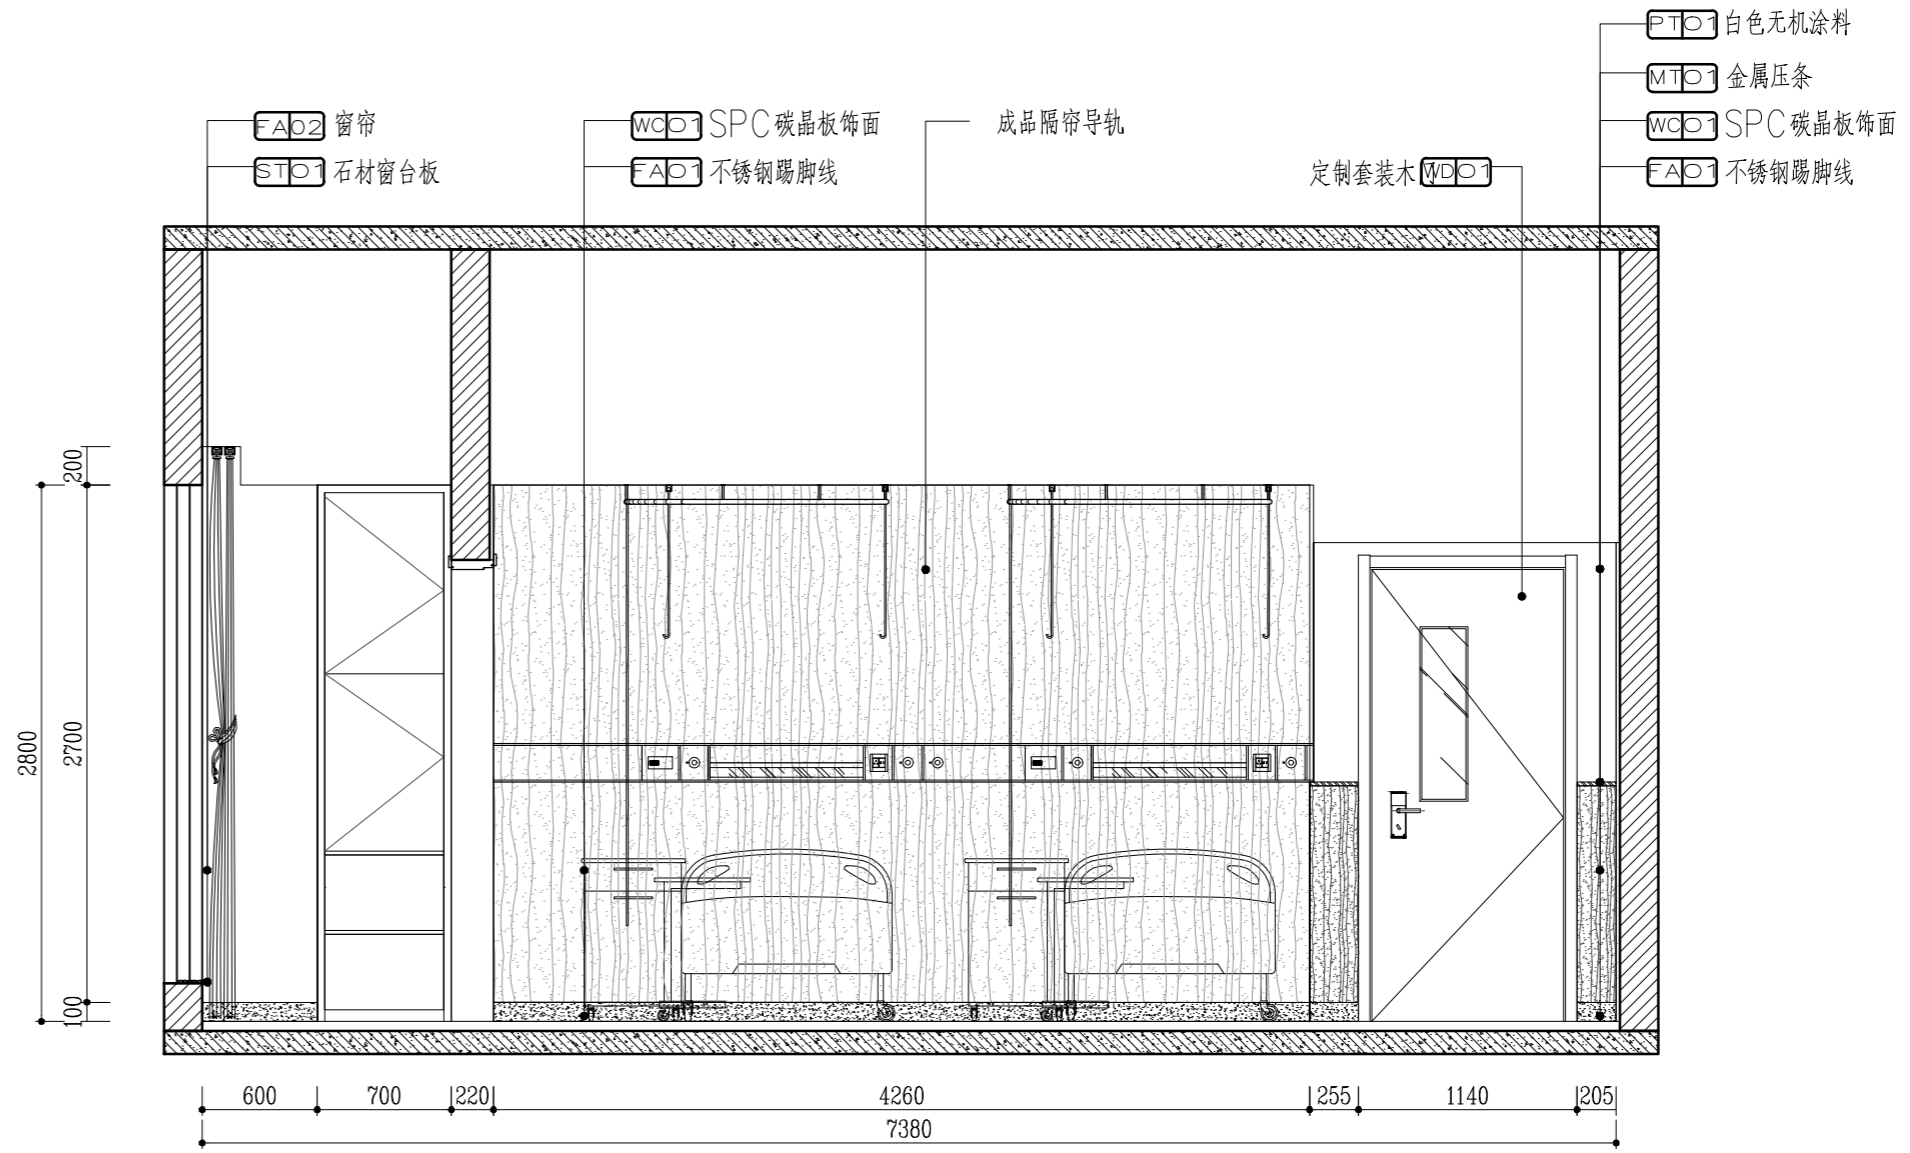 PT01 白色无机涂料
MT01 金属压条
FA02 窗帘
WC01 SPC碳晶板饰面
成品隔帘导轨
WC01 SPC碳晶板饰面
ST01 石材窗台板
FA01 不锈钢踢脚线
定制套装木门 WD01
FA01 不锈钢踢脚线
200
2800
2700
100
600
700
220
4260
255
1140
205
7380